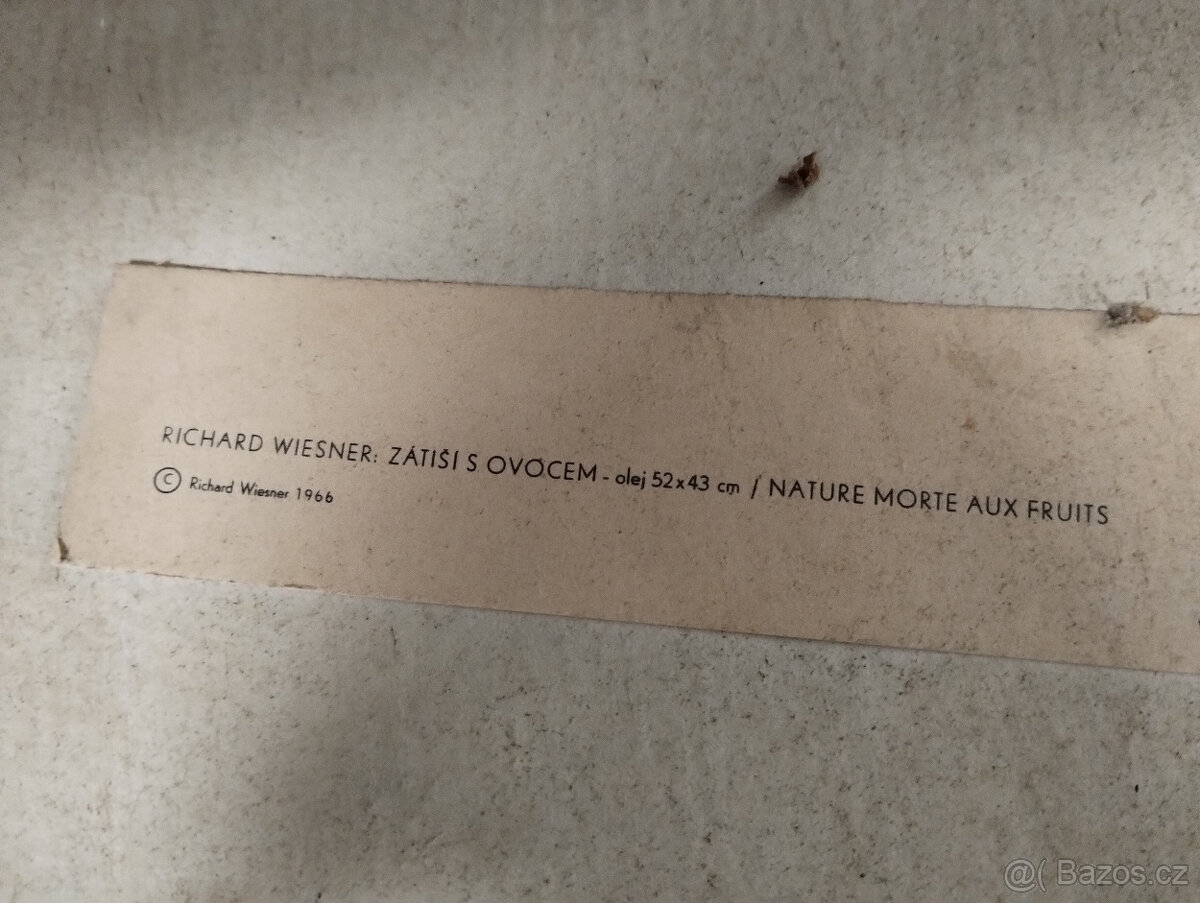 RICHARD WIESNER: ZÁTIŠÍ S OVOCEM - olej 52x43 cm / NATURE MORTE AUX FRUITS
© Richard Wiesner 1966
@( Bazos.cz